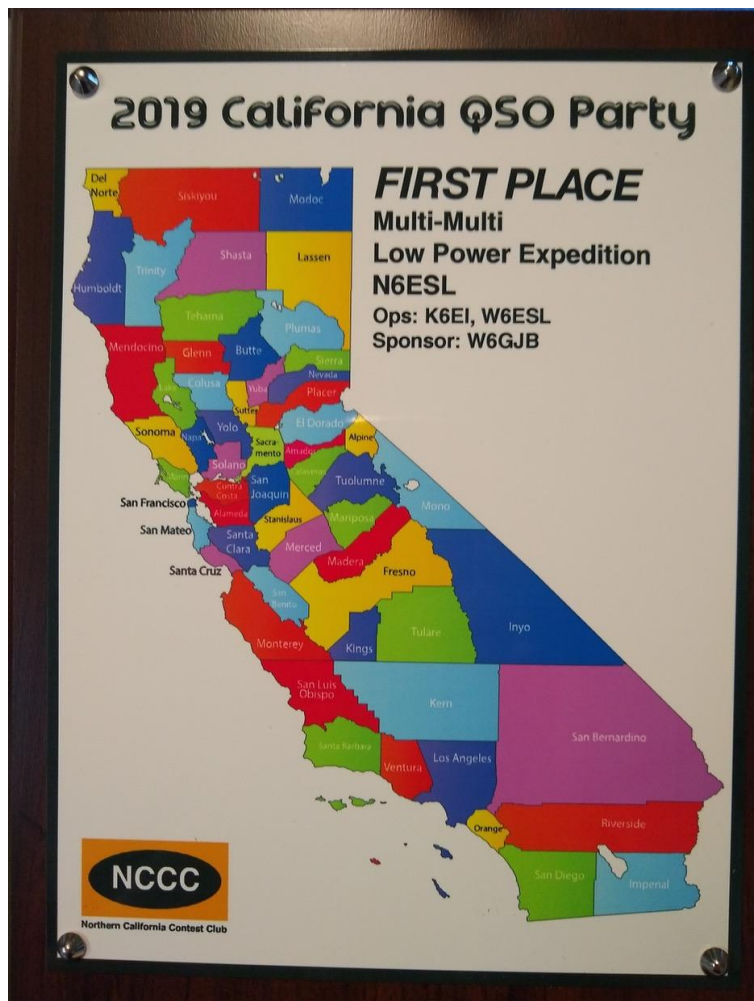 2019 California QSO Party
FIRST PLACE
Multi-Multi
Low Power Expedition
N6ESL
Ops: K6EI, W6ESL
Sponsor: W6GJB
Del
Norte
Siskiyou
Modoc
Humboldt
Trinity
Shasta
Lassen
Tehama
Plumas
Mendocino
Glenn
Butte
Sierra
Lake
Colusa
Yuba
Nevada
Placer
Sutter
Sonoma
Napa
Yolo
El Dorado
Sacra-
mento
Amador
Alpine
Solano
Marin
Calaveras
Contra
Costa
San
Joaquin
Tuolumne
Mono
San Francisco
Alameda
Stanislaus
Mariposa
San Mateo
Santa
Clara
Merced
Madera
Santa Cruz
Fresno
San
Benito
Monterey
Kings
Tulare
Inyo
San Luis
Obispo
Kern
San Bernardino
Santa Barbara
Ventura
Los Angeles
Orange
Riverside
San Diego
Imperial
NCCC
Northern California Contest Club